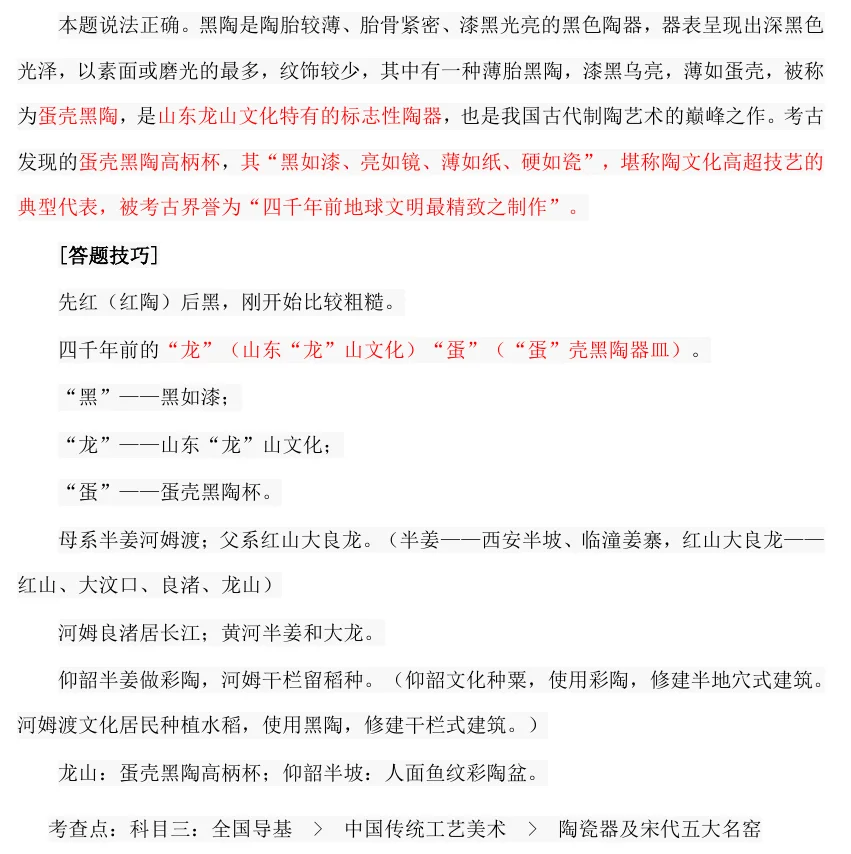 本题说法正确。黑陶是陶胎较薄、胎骨紧密、漆黑光亮的黑色陶器，器表呈现出深黑色
光泽，以素面或磨光的最多，纹饰较少，其中有一种薄胎黑陶，漆黑乌亮，薄如蛋壳，被称
为蛋壳黑陶，是山东龙山文化特有的标志性陶器，也是我国古代制陶艺术的巅峰之作。考古
发现的蛋壳黑陶高柄杯，其“黑如漆、亮如镜、薄如纸、硬如瓷”，堪称陶文化高超技艺的
典型代表，被考古界誉为“四千年前地球文明最精致之制作”。
[答题技巧]
先红（红陶）后黑，刚开始比较粗糙。
四千年前的“龙”（山东“龙”山文化）“蛋”（“蛋”壳黑陶器皿）。
“黑”——黑如漆；
“龙”——山东“龙”山文化；
“蛋”——蛋壳黑陶杯。
母系半姜河姆渡；父系红山大良龙。（半姜——西安半坡、临潼姜寨，红山大良龙——
红山、大汶口、良渚、龙山）
河姆良渚居长江；黄河半姜和大龙。
仰韶半姜做彩陶，河姆干栏留稻种。（仰韶文化种粟，使用彩陶，修建半地穴式建筑。
河姆渡文化居民种植水稻，使用黑陶，修建干栏式建筑。）
龙山：蛋壳黑陶高柄杯；仰韶半坡：人面鱼纹彩陶盆。
考查点：科目三：全国导基 > 中国传统工艺美术 > 陶瓷器及宋代五大名窑